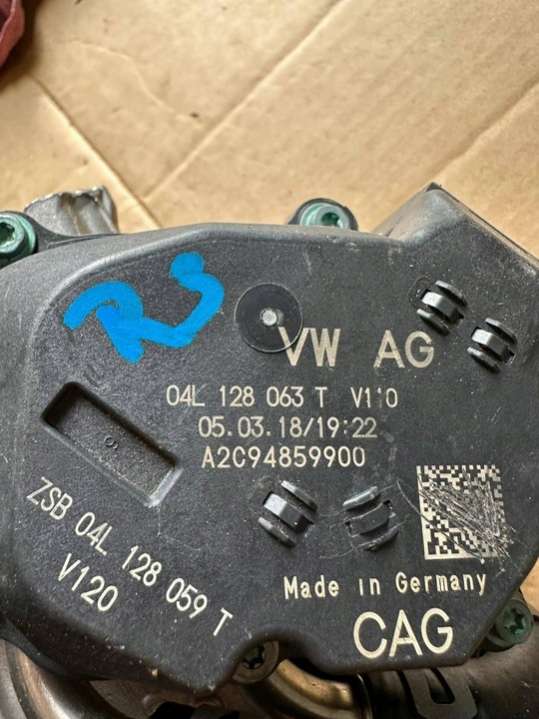 Rs
VW AG
04L 128 063 T V110
05.03.18/19:22
A2C94859900
ZSB 04L 128 059 T
V120
Made in Germany
CAG